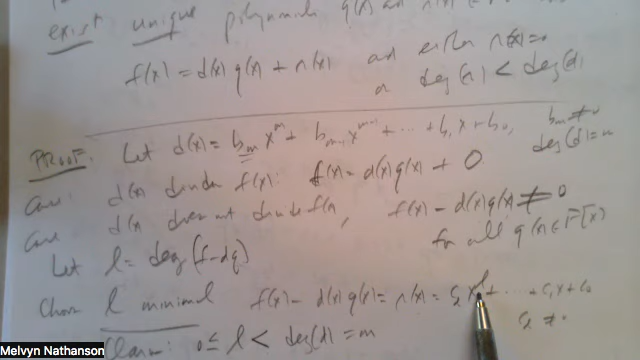 exist unique polynomials q(x) and r(x)
f(x) = d(x) q(x) + r(x) and either r(x) = 0
or deg(r) < deg(d)
PROOF. Let d(x) = b_m x^m + b_{m-1} x^{m-1} + ... + b_1 x + b_0, b_m ≠ 0
deg(d) = m
Case: d(x) divides f(x): f(x) = d(x) q(x) + 0
Case d(x) does not divide f(x), f(x) - d(x) q(x) ≠ 0
for all q(x) ∈ F[x]
Let l = deg(f - dq)
Choose l minimal f(x) - d(x) q(x) = r(x) = c_l x^l + ... + c_1 x + c_0
c_l ≠ 0
Claim: 0 ≤ l < deg(d) = m
Melvyn Nathanson